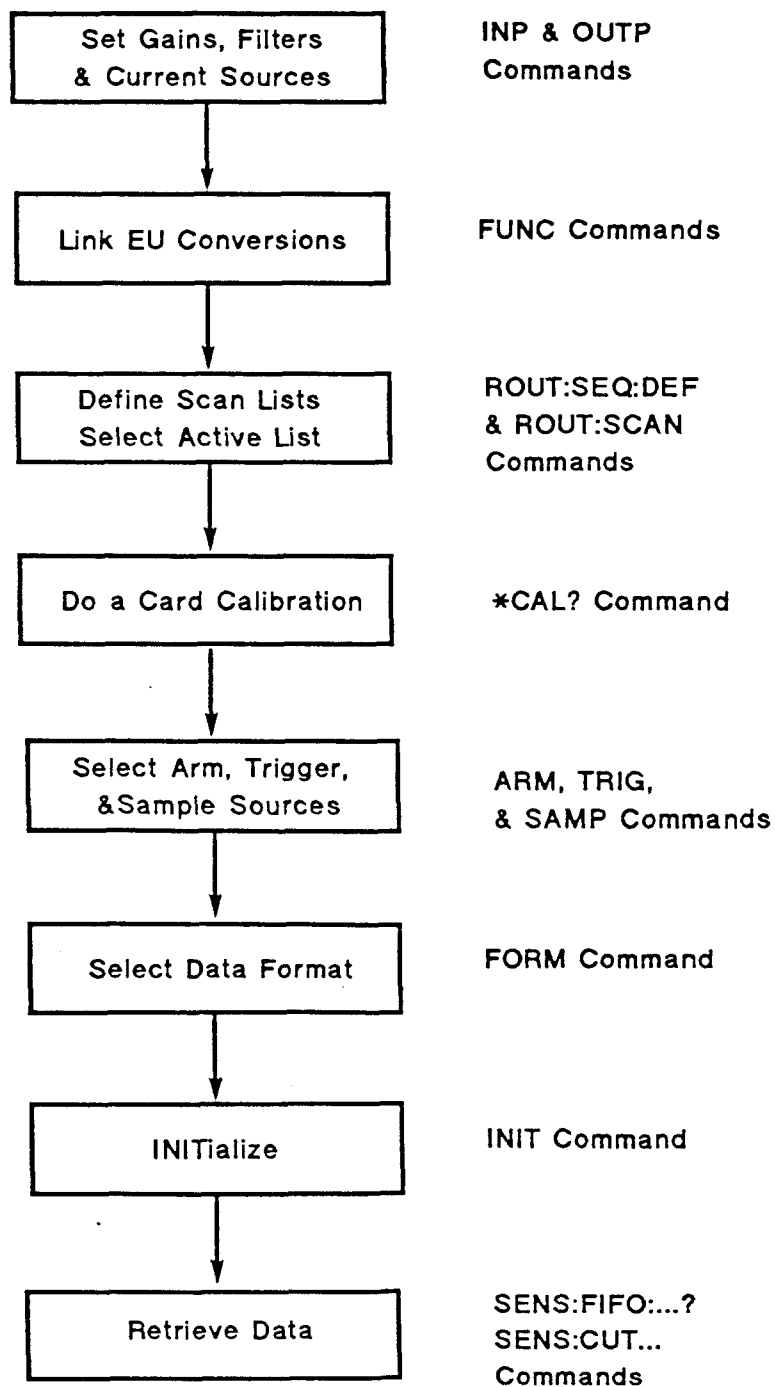 Set Gains, Filters
& Current Sources
INP & OUTP
Commands
Link EU Conversions
FUNC Commands
Define Scan Lists
Select Active List
ROUT:SEQ:DEF
& ROUT:SCAN
Commands
Do a Card Calibration
*CAL? Command
Select Arm, Trigger,
&Sample Sources
ARM, TRIG,
& SAMP Commands
Select Data Format
FORM Command
INITialize
INIT Command
Retrieve Data
SENS:FIFO:...?
SENS:CUT...
Commands